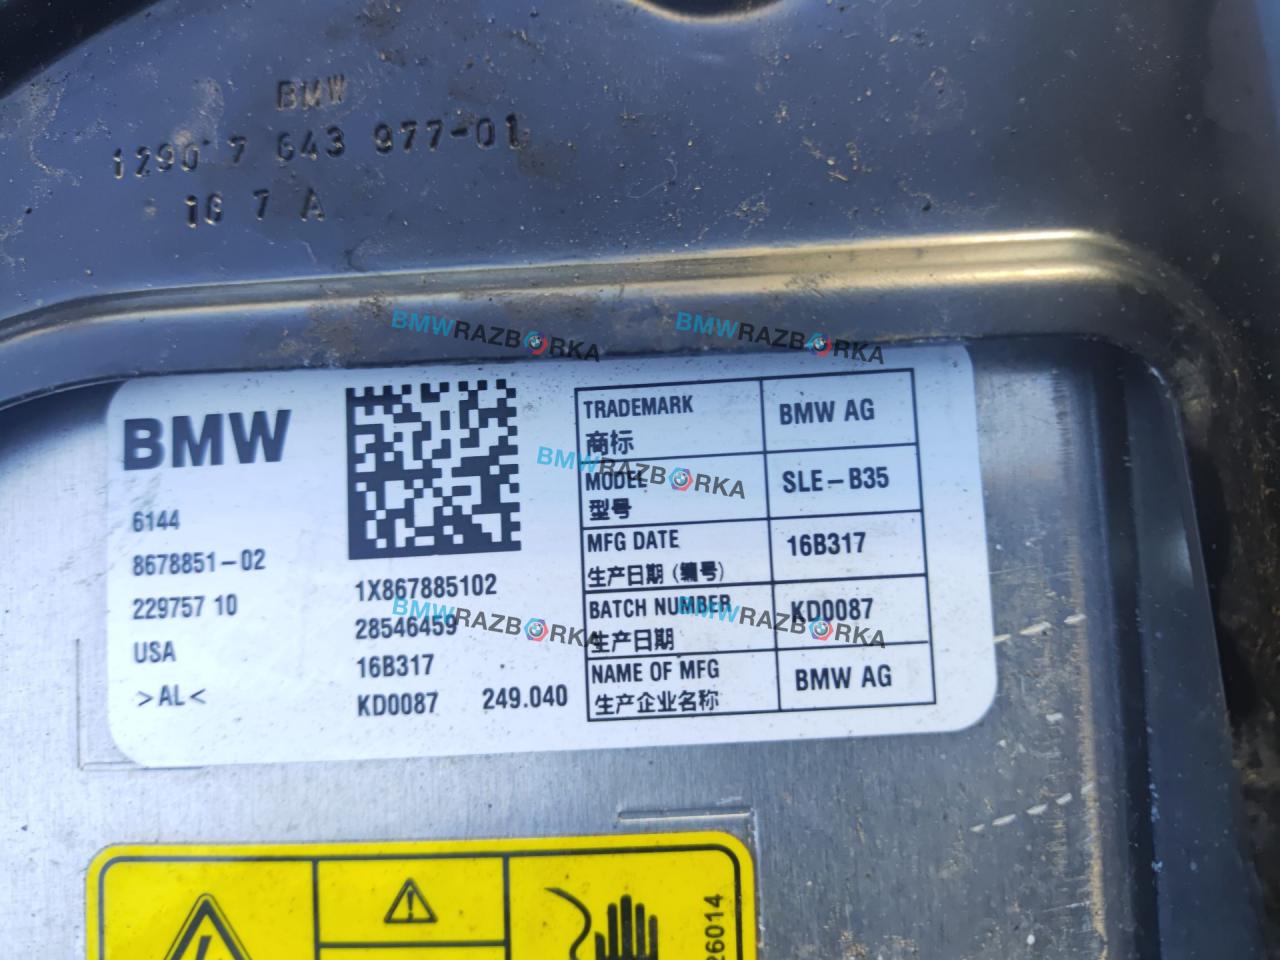 BMW
1290 7 643 977-01
16 7 A
BMWRAZBORKA
BMWRAZBORKA
BMW
6144
8678851-02
229757 10
USA
>AL<
1X867885102
28546459
16B317
KD0087
249.040
TRADEMARK
商标
BMW AG
BMWRAZBORKA
MODEL
型号
SLE-B35
MFG DATE
生产日期 (编号)
16B317
BATCH NUMBER
生产日期
KD0087
BMWRAZBORKA
BMWRAZBORKA
NAME OF MFG
生产企业名称
BMW AG
26014